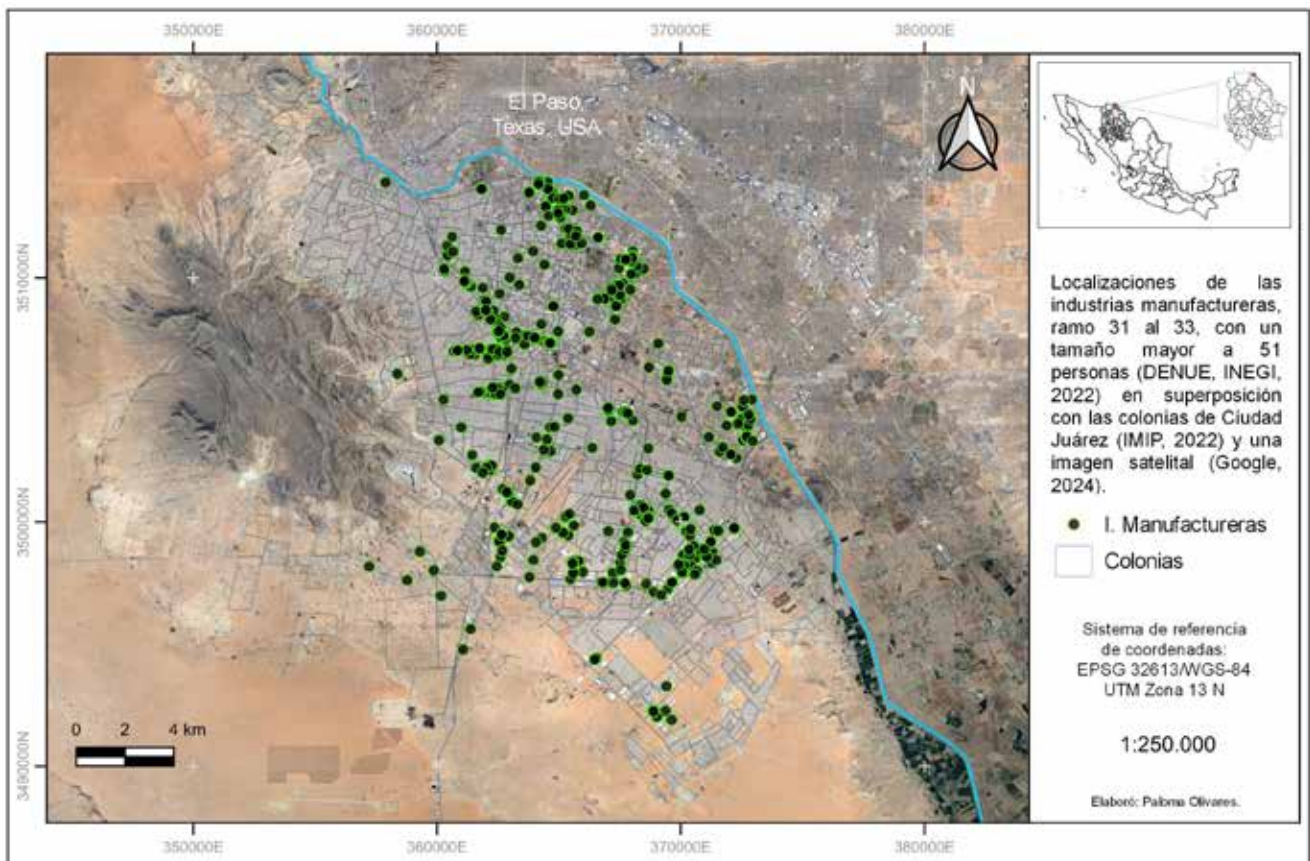 350000E 360000E 370000E 380000E
El Paso,
Texas, USA
N
3510000N
3500000N
3490000N
0 2 4 km
Localizaciones de las
industrias manufactureras,
ramo 31 al 33, con un
tamaño mayor a 51
personas (DENUE, INEGI,
2022) en superposición
con las colonias de Ciudad
Juárez (IMIP, 2022) y una
imagen satelital (Google,
2024).
I. Manufactureras
Colonias
Sistema de referencia
de coordenadas:
EPSG 32613/WGS-84
UTM Zona 13 N
1:250.000
Elaboró: Paloma Olivares.
350000E 360000E 370000E 380000E